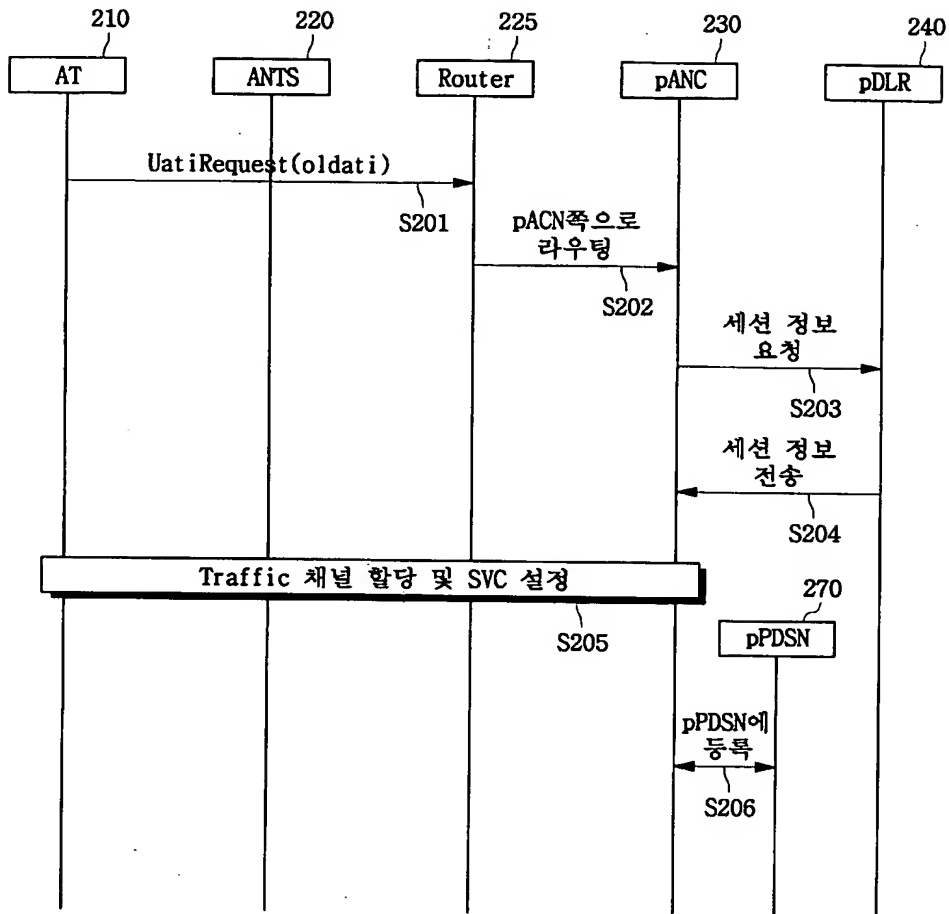 210
220
225
230
240
AT
ANTS
Router
pANC
pDLR
UatiRequest(oldati)
S201
pACN쪽으로
라우팅
S202
세션 정보
요청
S203
세션 정보
전송
S204
Traffic 채널 할당 및 SVC 설정
S205
270
pPDSN
pPDSN에
등록
S206